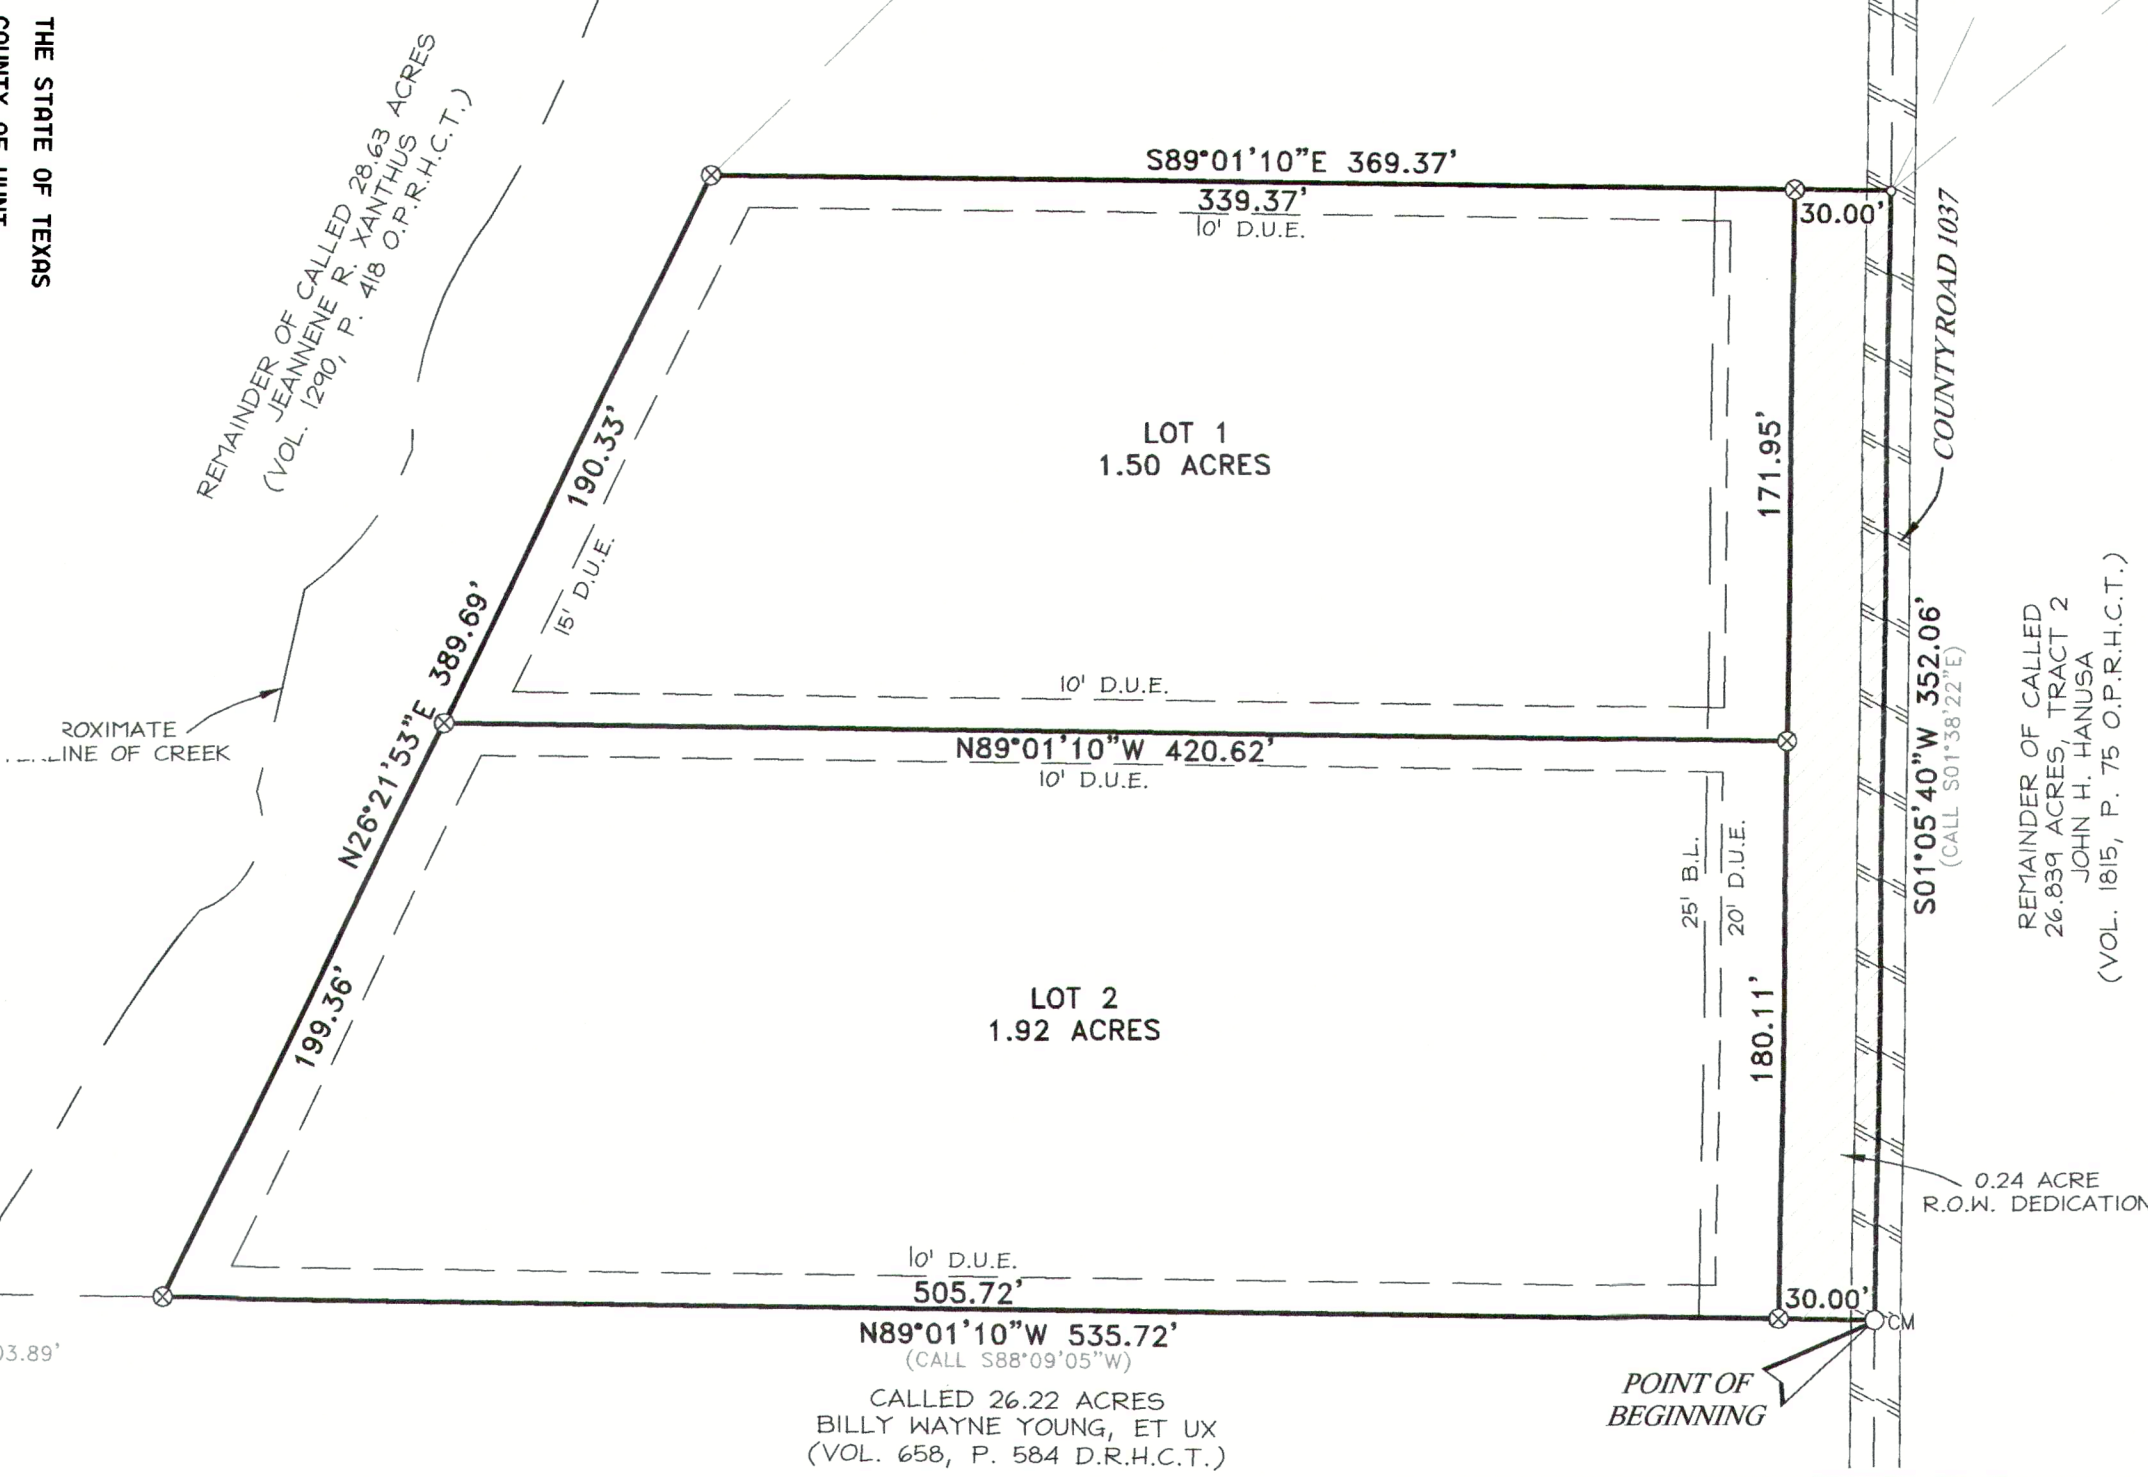 THE STATE OF TEXAS
COUNTY OF HUNT
REMAINDER OF CALLED 28.63 ACRES
JEANNENE R. XANTHUS
(VOL. 1290, P. 418 O.P.R.H.C.T.)
S89°01'10"E 369.37'
339.37'
10' D.U.E.
30.00'
COUNTY ROAD 1037
LOT 1
1.50 ACRES
171.95'
190.33'
15' D.U.E.
10' D.U.E.
N26°21'53"E 389.69'
ROXIMATE
LINE OF CREEK
N89°01'10"W 420.62'
10' D.U.E.
S01°05'40"W 352.06'
(CALL S01°38'22"E)
REMAINDER OF CALLED
26.839 ACRES, TRACT 2
JOHN H. HANUSA
(VOL. 1815, P. 75 O.P.R.H.C.T.)
25' B.L.
20' D.U.E.
199.36'
LOT 2
1.92 ACRES
180.11'
0.24 ACRE
R.O.W. DEDICATION
10' D.U.E.
505.72'
30.00'
CM
N89°01'10"W 535.72'
(CALL S88°09'05"W)
03.89'
CALLED 26.22 ACRES
BILLY WAYNE YOUNG, ET UX
(VOL. 658, P. 584 D.R.H.C.T.)
POINT OF
BEGINNING